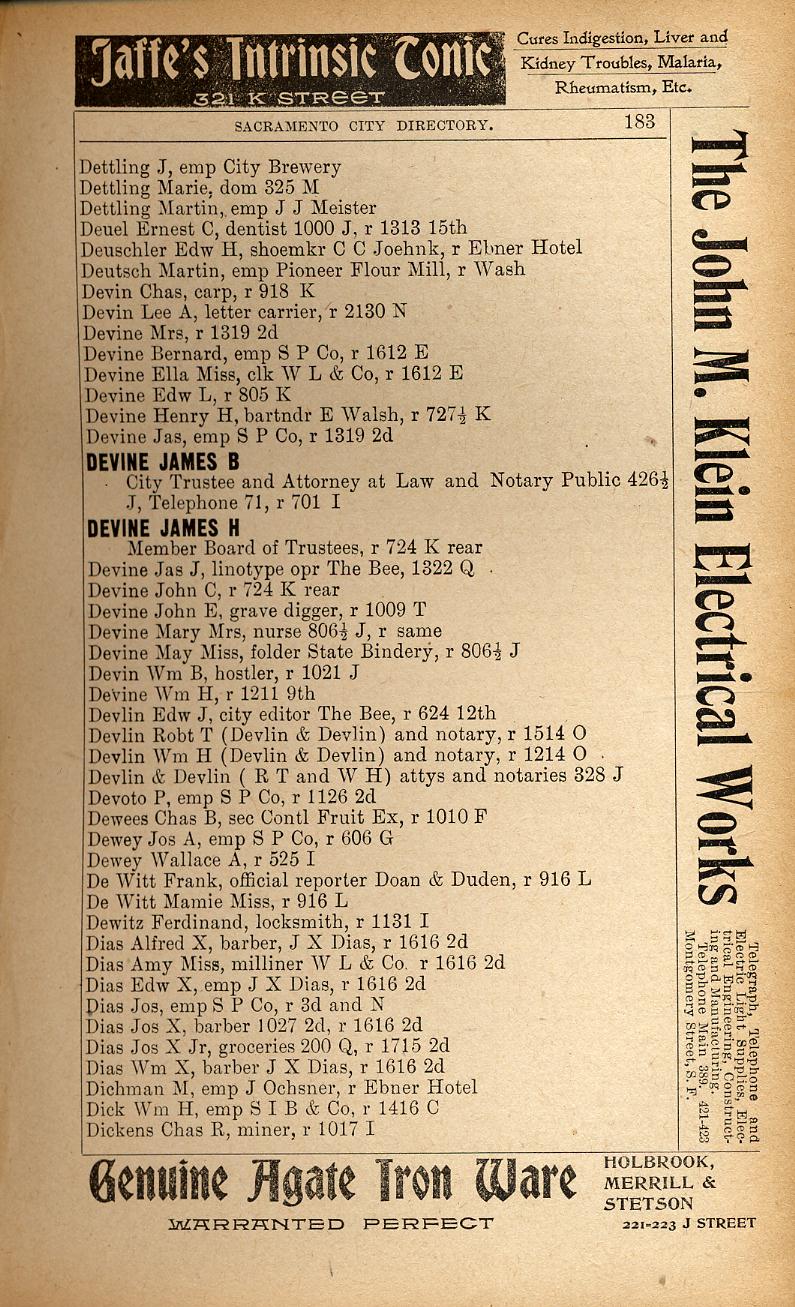 Jaffe's Intrinsic Tonic
321 K STREET
Cures Indigestion, Liver and
Kidney Troubles, Malaria,
Rheumatism, Etc.
SACRAMENTO CITY DIRECTORY. 183
Dettling J, emp City Brewery
Dettling Marie, dom 325 M
Dettling Martin, emp J J Meister
Deuel Ernest C, dentist 1000 J, r 1313 15th
Deuschler Edw H, shoemkr C C Joehnk, r Ebner Hotel
Deutsch Martin, emp Pioneer Flour Mill, r Wash
Devin Chas, carp, r 918 K
Devin Lee A, letter carrier, r 2130 N
Devine Mrs, r 1319 2d
Devine Bernard, emp S P Co, r 1612 E
Devine Ella Miss, clk W L & Co, r 1612 E
Devine Edw L, r 805 K
Devine Henry H, bartndr E Walsh, r 727½ K
Devine Jas, emp S P Co, r 1319 2d
DEVINE JAMES B
City Trustee and Attorney at Law and Notary Public 426½
J, Telephone 71, r 701 I
DEVINE JAMES H
Member Board of Trustees, r 724 K rear
Devine Jas J, linotype opr The Bee, 1322 Q
Devine John C, r 724 K rear
Devine John E, grave digger, r 1009 T
Devine Mary Mrs, nurse 806½ J, r same
Devine May Miss, folder State Bindery, r 806½ J
Devin Wm B, hostler, r 1021 J
DeVine Wm H, r 1211 9th
Devlin Edw J, city editor The Bee, r 624 12th
Devlin Robt T (Devlin & Devlin) and notary, r 1514 O
Devlin Wm H (Devlin & Devlin) and notary, r 1214 O
Devlin & Devlin ( R T and W H) attys and notaries 328 J
Devoto P, emp S P Co, r 1126 2d
Dewees Chas B, sec Contl Fruit Ex, r 1010 F
Dewey Jos A, emp S P Co, r 606 G
Dewey Wallace A, r 525 I
De Witt Frank, official reporter Doan & Duden, r 916 L
De Witt Mamie Miss, r 916 L
Dewitz Ferdinand, locksmith, r 1131 I
Dias Alfred X, barber, J X Dias, r 1616 2d
Dias Amy Miss, milliner W L & Co. r 1616 2d
Dias Edw X, emp J X Dias, r 1616 2d
Dias Jos, emp S P Co, r 3d and N
Dias Jos X, barber 1027 2d, r 1616 2d
Dias Jos X Jr, groceries 200 Q, r 1715 2d
Dias Wm X, barber J X Dias, r 1616 2d
Dichman M, emp J Ochsner, r Ebner Hotel
Dick Wm H, emp S I B & Co, r 1416 C
Dickens Chas R, miner, r 1017 I
The John M. Klein Electrical Works
Telegraph, Telephone and
Electric Light Supplies, Elec-
trical Engineering, Construct-
ing and Manufacturing.
Telephone Main 389. 421-423
Montgomery Street, S. F.
Genuine Agate Iron Ware
WARRANTED PERFECT
HOLBROOK,
MERRILL &
STETSON
221-223 J STREET